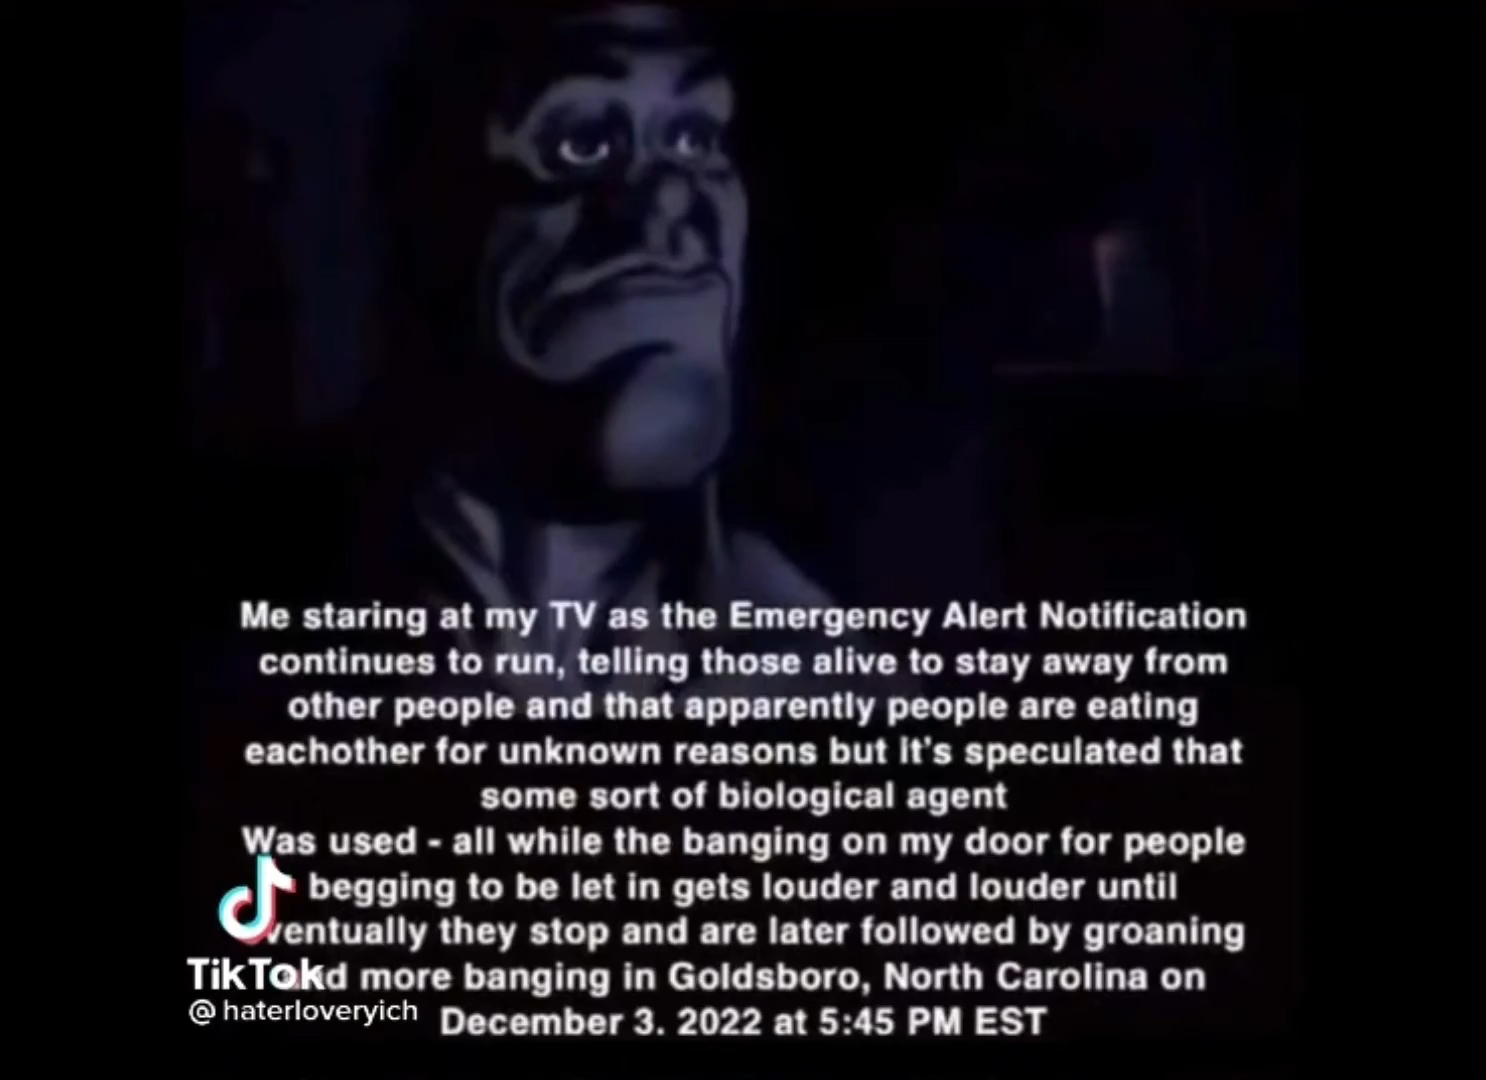 Me staring at my TV as the Emergency Alert Notification
continues to run, telling those alive to stay away from
other people and that apparently people are eating
eachother for unknown reasons but it's speculated that
some sort of biological agent
Was used - all while the banging on my door for people
begging to be let in gets louder and louder until
ventually they stop and are later followed by groaning
d more banging in Goldsboro, North Carolina on
December 3. 2022 at 5:45 PM EST
TikTok
@haterloveryich